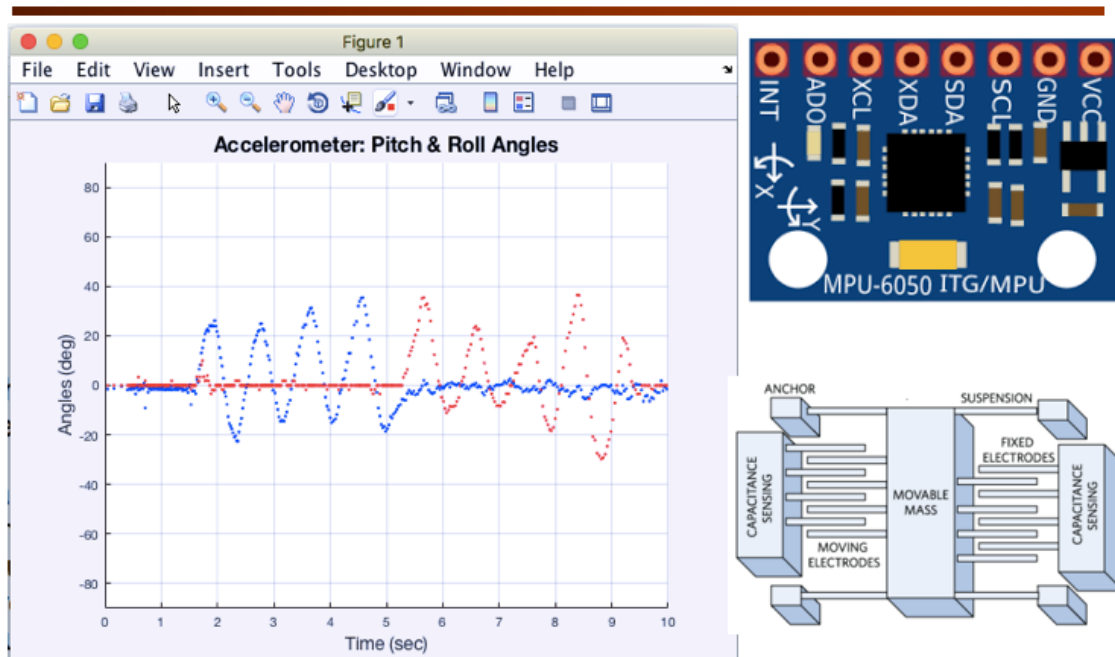 Figure 1
File Edit View Insert Tools Desktop Window Help
Accelerometer: Pitch & Roll Angles
Angles (deg)
80
60
40
20
0
-20
-40
-60
-80
0 1 2 3 4 5 6 7 8 9 10
Time (sec)
INT ADO XCL XDA SDA SCL GND VCC
X
Y
MPU-6050 ITG/MPU
ANCHOR
SUSPENSION
FIXED
ELECTRODES
CAPACITANCE
SENSING
MOVABLE
MASS
CAPACITANCE
SENSING
MOVING
ELECTRODES